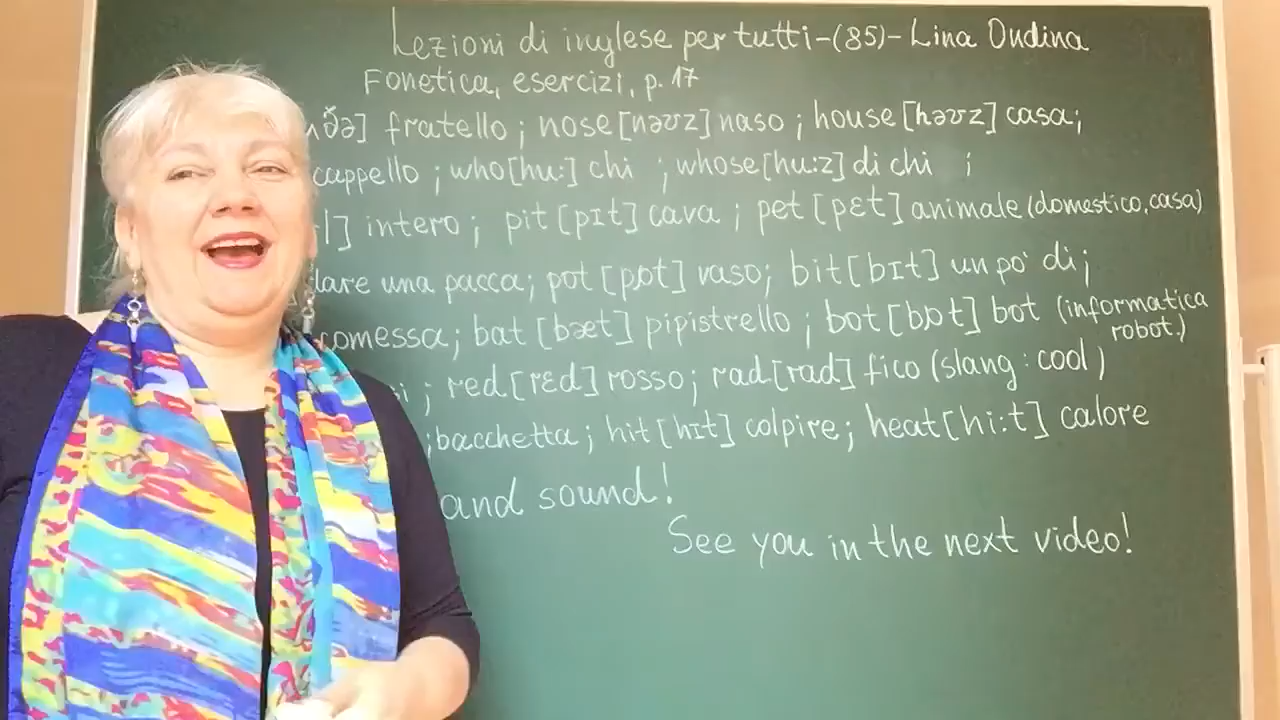 Lezioni di inglese per tutti-(85)- Lina Ondina
Fonetica, esercizi, p. 17
ʌðə] fratello ; nose [nəʊz] naso ; house [həʊz] casa;
cappello ; who [hu:] chi ; whose [hu:z] di chi ;
l] intero ; pit [pɪt] cava ; pet [pɛt] animale (domestico, casa)
dare una pacca; pot [pɒt] vaso; bit [bɪt] un po' di;
comessa; bat [bæt] pipistrello ; bot [bɒt] bot (informatica
robot.)
si ; red [rɛd] rosso; rad [rad] fico (slang : cool )
;bacchetta; hit [hɪt] colpire; heat [hi:t] calore
and sound!
See you in the next video!